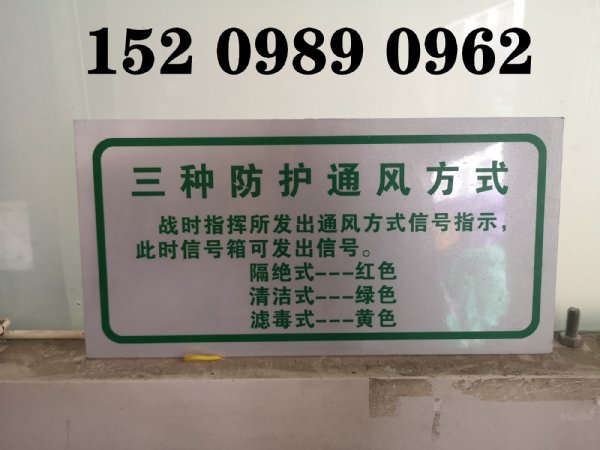 152 0989 0962
三种防护通风方式
战时指挥所发出通风方式信号指示，
此时信号箱可发出信号。
隔绝式---红色
清洁式---绿色
滤毒式---黄色